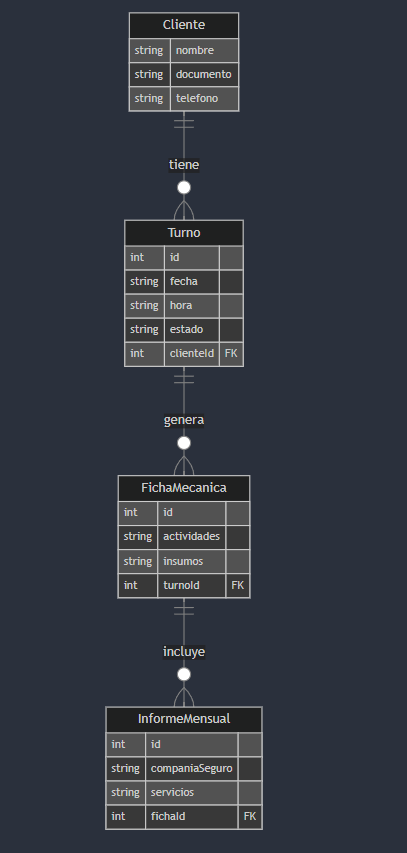 Cliente
string nombre
string documento
string telefono
tiene
Turno
int id
string fecha
string hora
string estado
int clienteId FK
genera
FichaMecanica
int id
string actividades
string insumos
int turnoId FK
incluye
InformeMensual
int id
string companiaSeguro
string servicios
int fichaId FK